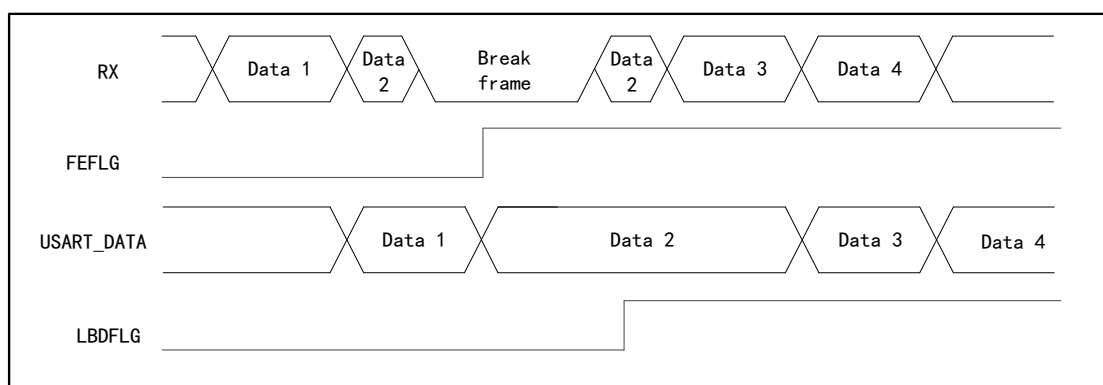 RX
Data 1
Data
2
Break
frame
Data
2
Data 3
Data 4
FEFLG
USART_DATA
Data 1
Data 2
Data 3
Data 4
LBDFLG